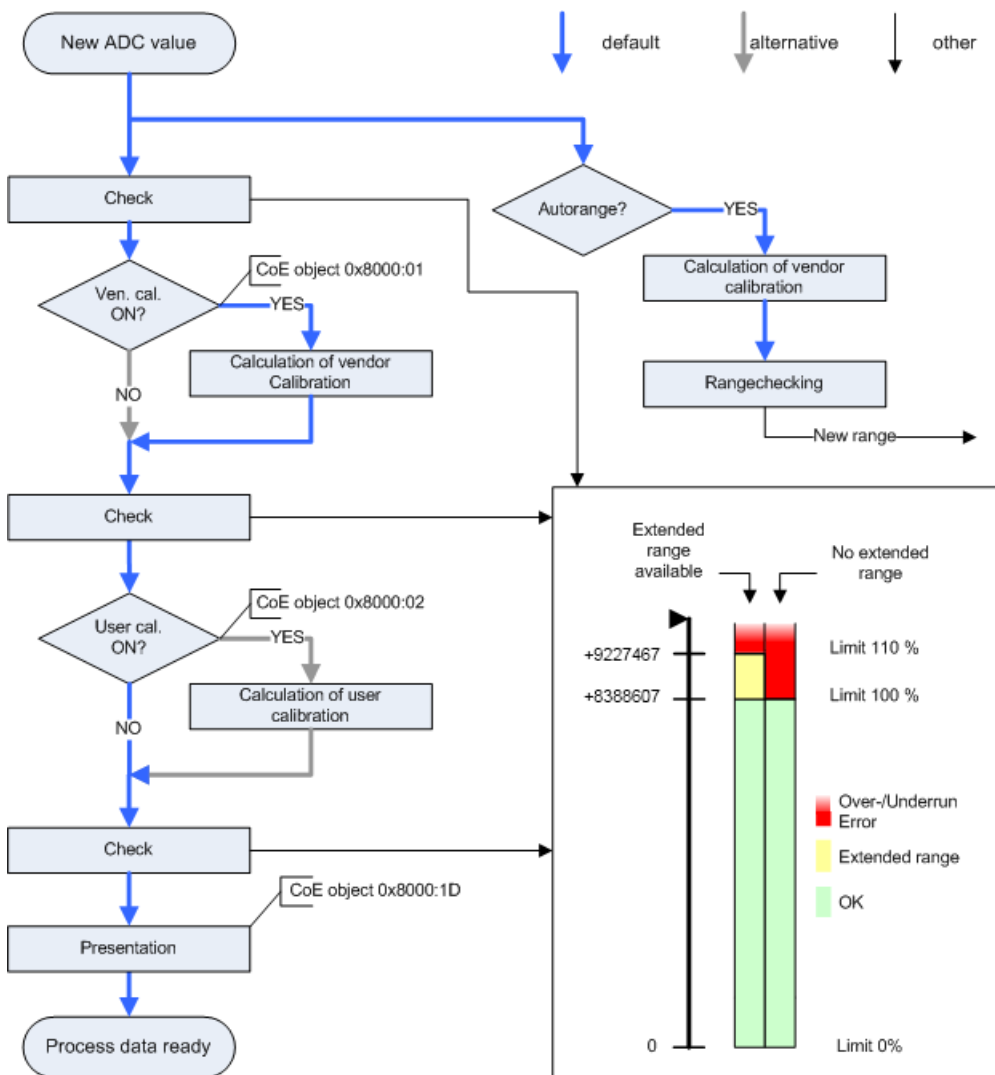 New ADC value
default
alternative
other
Check
Autorange?
YES
CoE object 0x8000:01
Ven. cal.
ON?
YES
Calculation of vendor
calibration
Calculation of vendor
Calibration
NO
Rangechecking
New range
Check
Extended
range
available
No extended
range
CoE object 0x8000:02
User cal.
ON?
YES
+9227467
Limit 110 %
+8388607
Limit 100 %
Calculation of user
calibration
NO
Over-/Underrun
Error
Check
Extended range
CoE object 0x8000:1D
OK
Presentation
Process data ready
0
Limit 0%